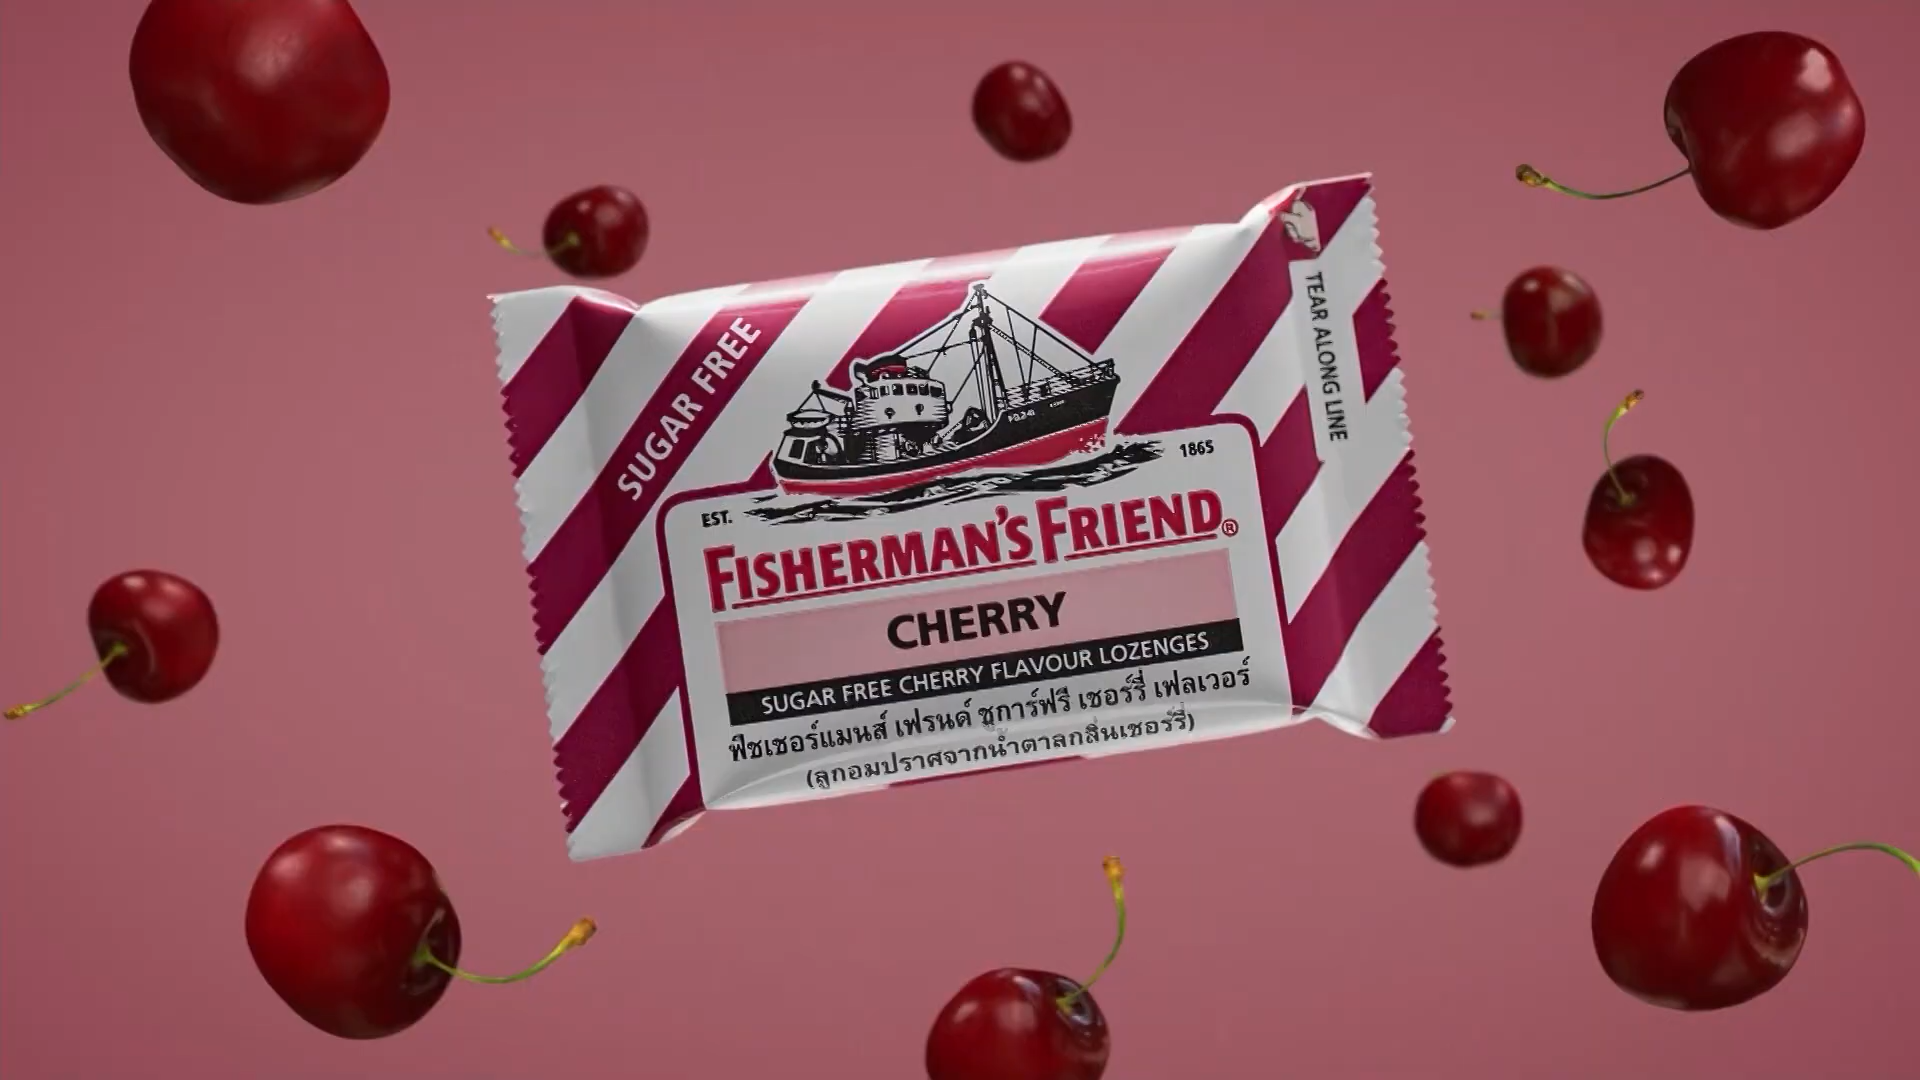 SUGAR FREE
TEAR ALONG LINE
EST. 1865
FISHERMAN'S FRIEND®
CHERRY
SUGAR FREE CHERRY FLAVOUR LOZENGES
ฟิชเชอร์แมนส์ เฟรนด์ ชูการ์ฟรี เชอร์รี่ เฟลเวอร์
(ลูกอมปราศจากน้ำตาลกลิ่นเชอร์รี่)